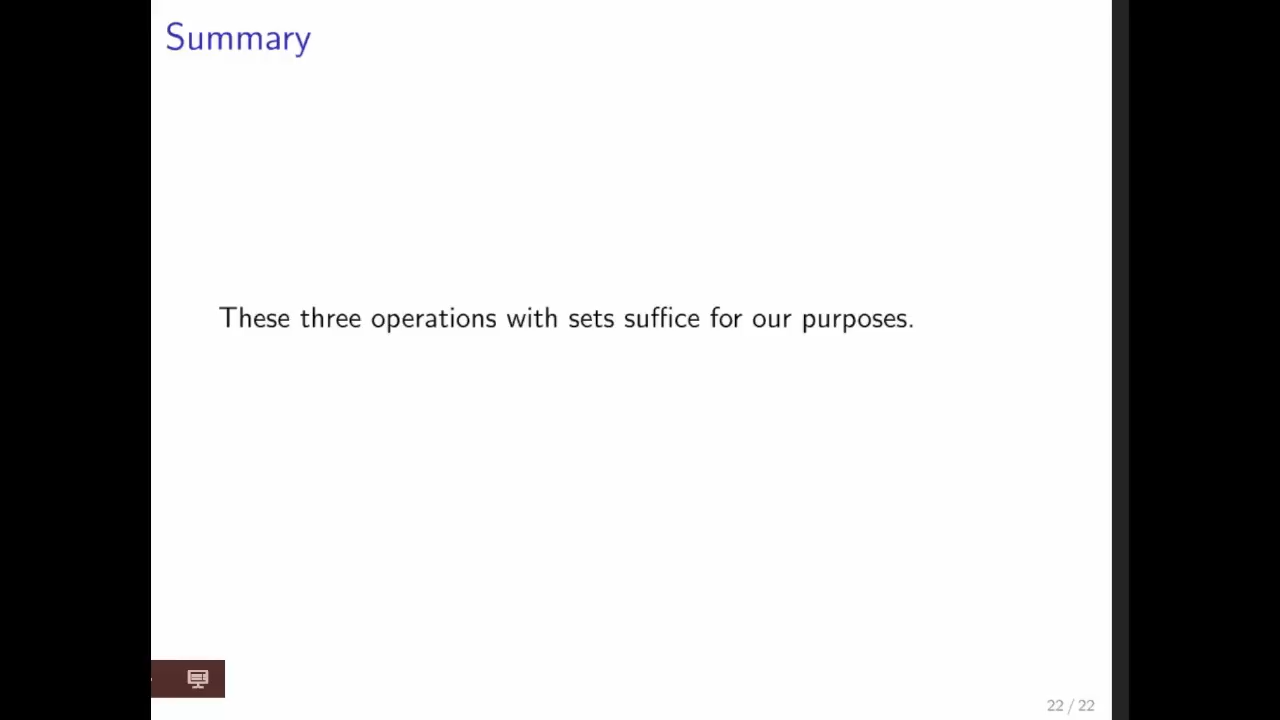 Summary
These three operations with sets suffice for our purposes.
22 / 22